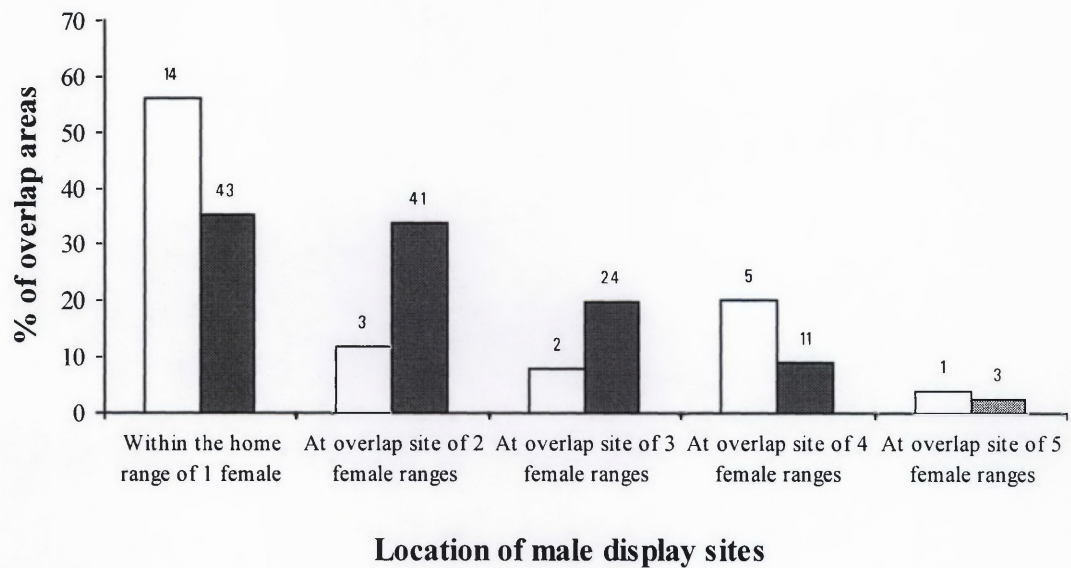 % of overlap areas
70
60
50
40
30
20
10
0
14
43
3
41
2
24
5
11
1
3
Within the home
range of 1 female
At overlap site of 2
female ranges
At overlap site of 3
female ranges
At overlap site of 4
female ranges
At overlap site of 5
female ranges
Location of male display sites